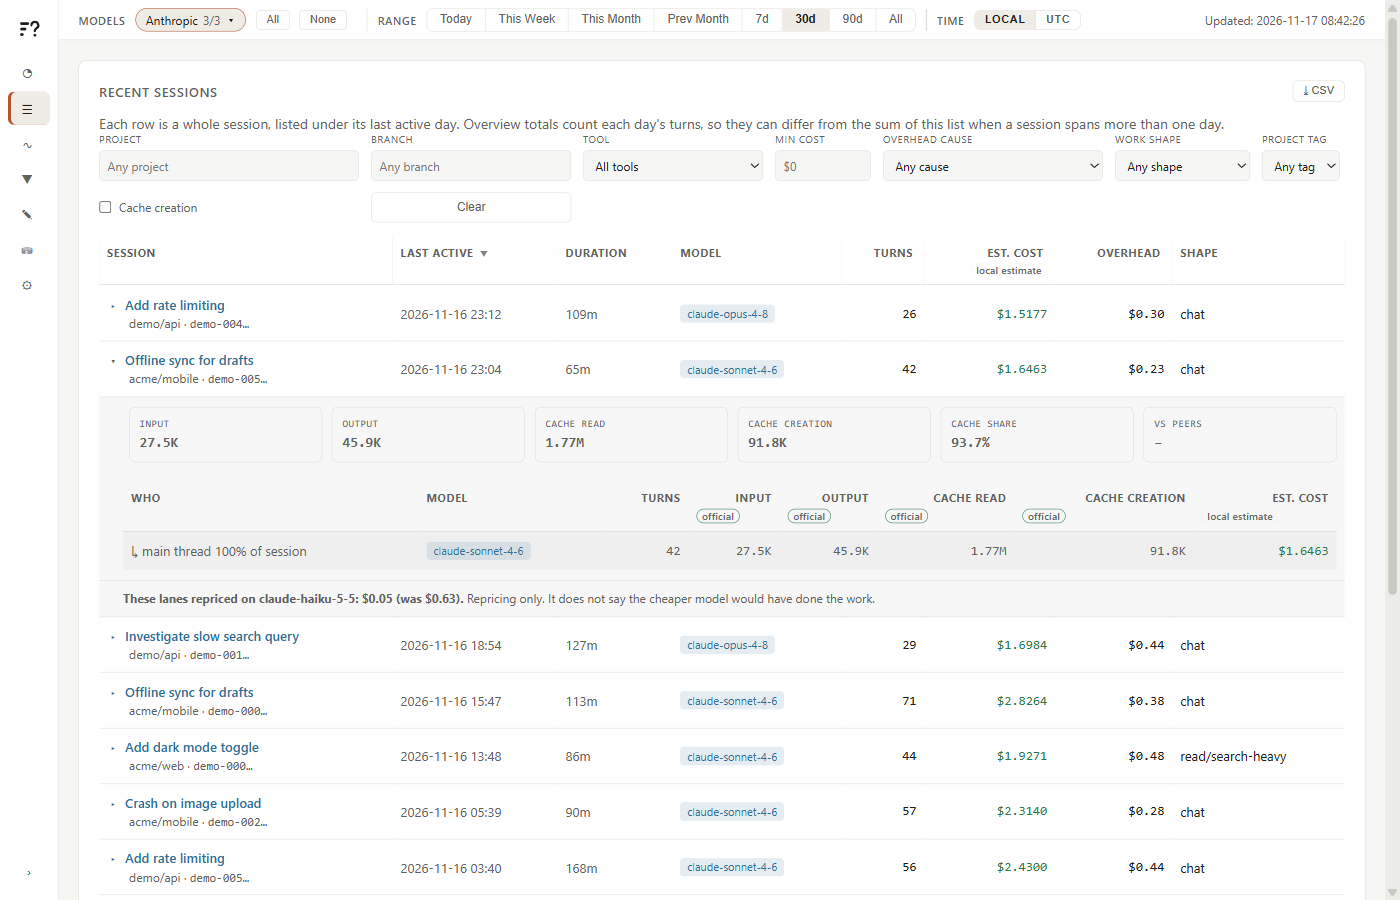 MODELS Anthropic 3/3 ▾ All None RANGE Today This Week This Month Prev Month 7d 30d 90d All TIME LOCAL UTC Updated: 2026-11-17 08:42:26
RECENT SESSIONS
CSV
Each row is a whole session, listed under its last active day. Overview totals count each day's turns, so they can differ from the sum of this list when a session spans more than one day.
PROJECT BRANCH TOOL MIN COST OVERHEAD CAUSE WORK SHAPE PROJECT TAG
Any project Any branch All tools $0 Any cause Any shape Any tag
Cache creation Clear
SESSION LAST ACTIVE ▼ DURATION MODEL TURNS EST. COST OVERHEAD SHAPE
local estimate
Add rate limiting
demo/api · demo-004…
2026-11-16 23:12 109m claude-opus-4-8 26 $1.5177 $0.30 chat
Offline sync for drafts
acme/mobile · demo-005…
2026-11-16 23:04 65m claude-sonnet-4-6 42 $1.6463 $0.23 chat
INPUT OUTPUT CACHE READ CACHE CREATION CACHE SHARE VS PEERS
27.5K 45.9K 1.77M 91.8K 93.7% –
WHO MODEL TURNS INPUT OUTPUT CACHE READ CACHE CREATION EST. COST
official official official official local estimate
↳ main thread 100% of session claude-sonnet-4-6 42 27.5K 45.9K 1.77M 91.8K $1.6463
These lanes repriced on claude-haiku-5-5: $0.05 (was $0.63). Repricing only. It does not say the cheaper model would have done the work.
Investigate slow search query
demo/api · demo-001…
2026-11-16 18:54 127m claude-opus-4-8 29 $1.6984 $0.44 chat
Offline sync for drafts
acme/mobile · demo-000…
2026-11-16 15:47 113m claude-sonnet-4-6 71 $2.8264 $0.38 chat
Add dark mode toggle
acme/web · demo-000…
2026-11-16 13:48 86m claude-sonnet-4-6 44 $1.9271 $0.48 read/search-heavy
Crash on image upload
acme/mobile · demo-002…
2026-11-16 05:39 90m claude-sonnet-4-6 57 $2.3140 $0.28 chat
Add rate limiting
demo/api · demo-005…
2026-11-16 03:40 168m claude-sonnet-4-6 56 $2.4300 $0.44 chat